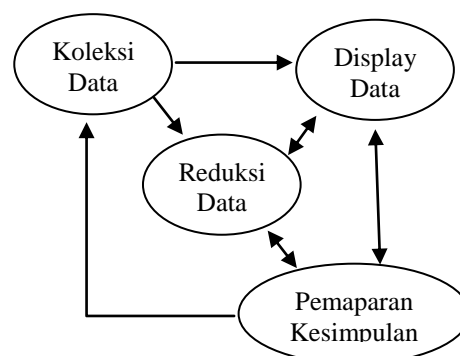 Koleksi
Data
Display
Data
Reduksi
Data
Pemaparan
Kesimpulan